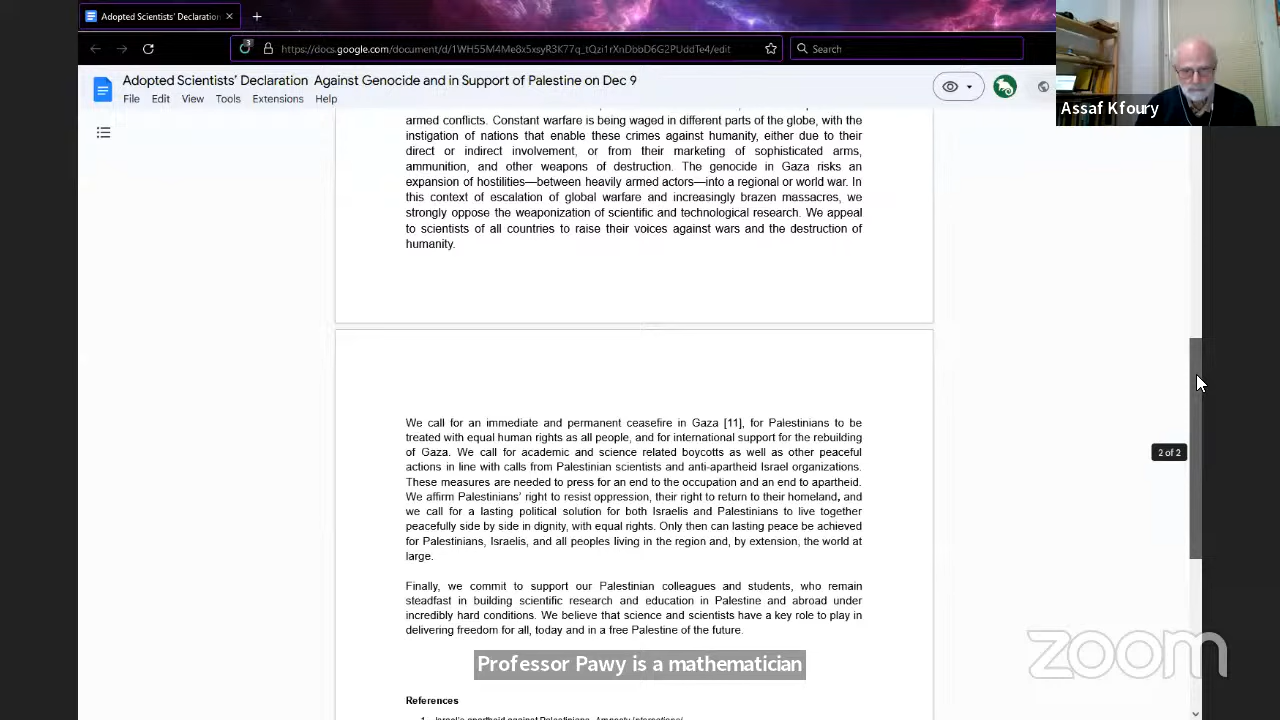 Adopted Scientists' Declaration
https://docs.google.com/document/d/1WH55M4Me8x5xsyR3K77q_tQzi1rXnDbbD6G2PUddTe4/edit
Search
Adopted Scientists' Declaration Against Genocide and in Support of Palestine on Dec 9
File Edit View Tools Extensions Help
Assaf Kfoury
armed conflicts. Constant warfare is being waged in different parts of the globe, with the
instigation of nations that enable these crimes against humanity, either due to their
direct or indirect involvement, or from their marketing of sophisticated arms,
ammunition, and other weapons of destruction. The genocide in Gaza risks an
expansion of hostilities—between heavily armed actors—into a regional or world war. In
this context of escalation of global warfare and increasingly brazen massacres, we
strongly oppose the weaponization of scientific and technological research. We appeal
to scientists of all countries to raise their voices against wars and the destruction of
humanity.
We call for an immediate and permanent ceasefire in Gaza [11], for Palestinians to be
treated with equal human rights as all people, and for international support for the rebuilding
of Gaza. We call for academic and science related boycotts as well as other peaceful
actions in line with calls from Palestinian scientists and anti-apartheid Israel organizations.
These measures are needed to press for an end to the occupation and an end to apartheid.
We affirm Palestinians' right to resist oppression, their right to return to their homeland, and
we call for a lasting political solution for both Israelis and Palestinians to live together
peacefully side by side in dignity, with equal rights. Only then can lasting peace be achieved
for Palestinians, Israelis, and all peoples living in the region and, by extension, the world at
large.
2 of 2
Finally, we commit to support our Palestinian colleagues and students, who remain
steadfast in building scientific research and education in Palestine and abroad under
incredibly hard conditions. We believe that science and scientists have a key role to play in
delivering freedom for all, today and in a free Palestine of the future.
zoom
Professor Pawy is a mathematician
References
1. Israel's apartheid against Palestinians, Amnesty International